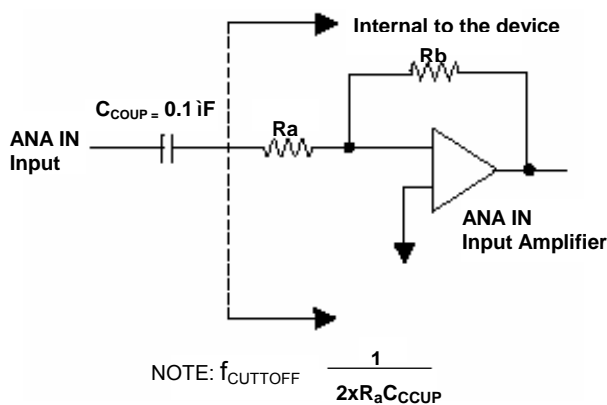 Internal to the device
Rb
CCOUP = 0.1 ìF
Ra
ANA IN
Input
ANA IN
Input Amplifier
NOTE: fCUTTOFF 1
2xRaCCCUP